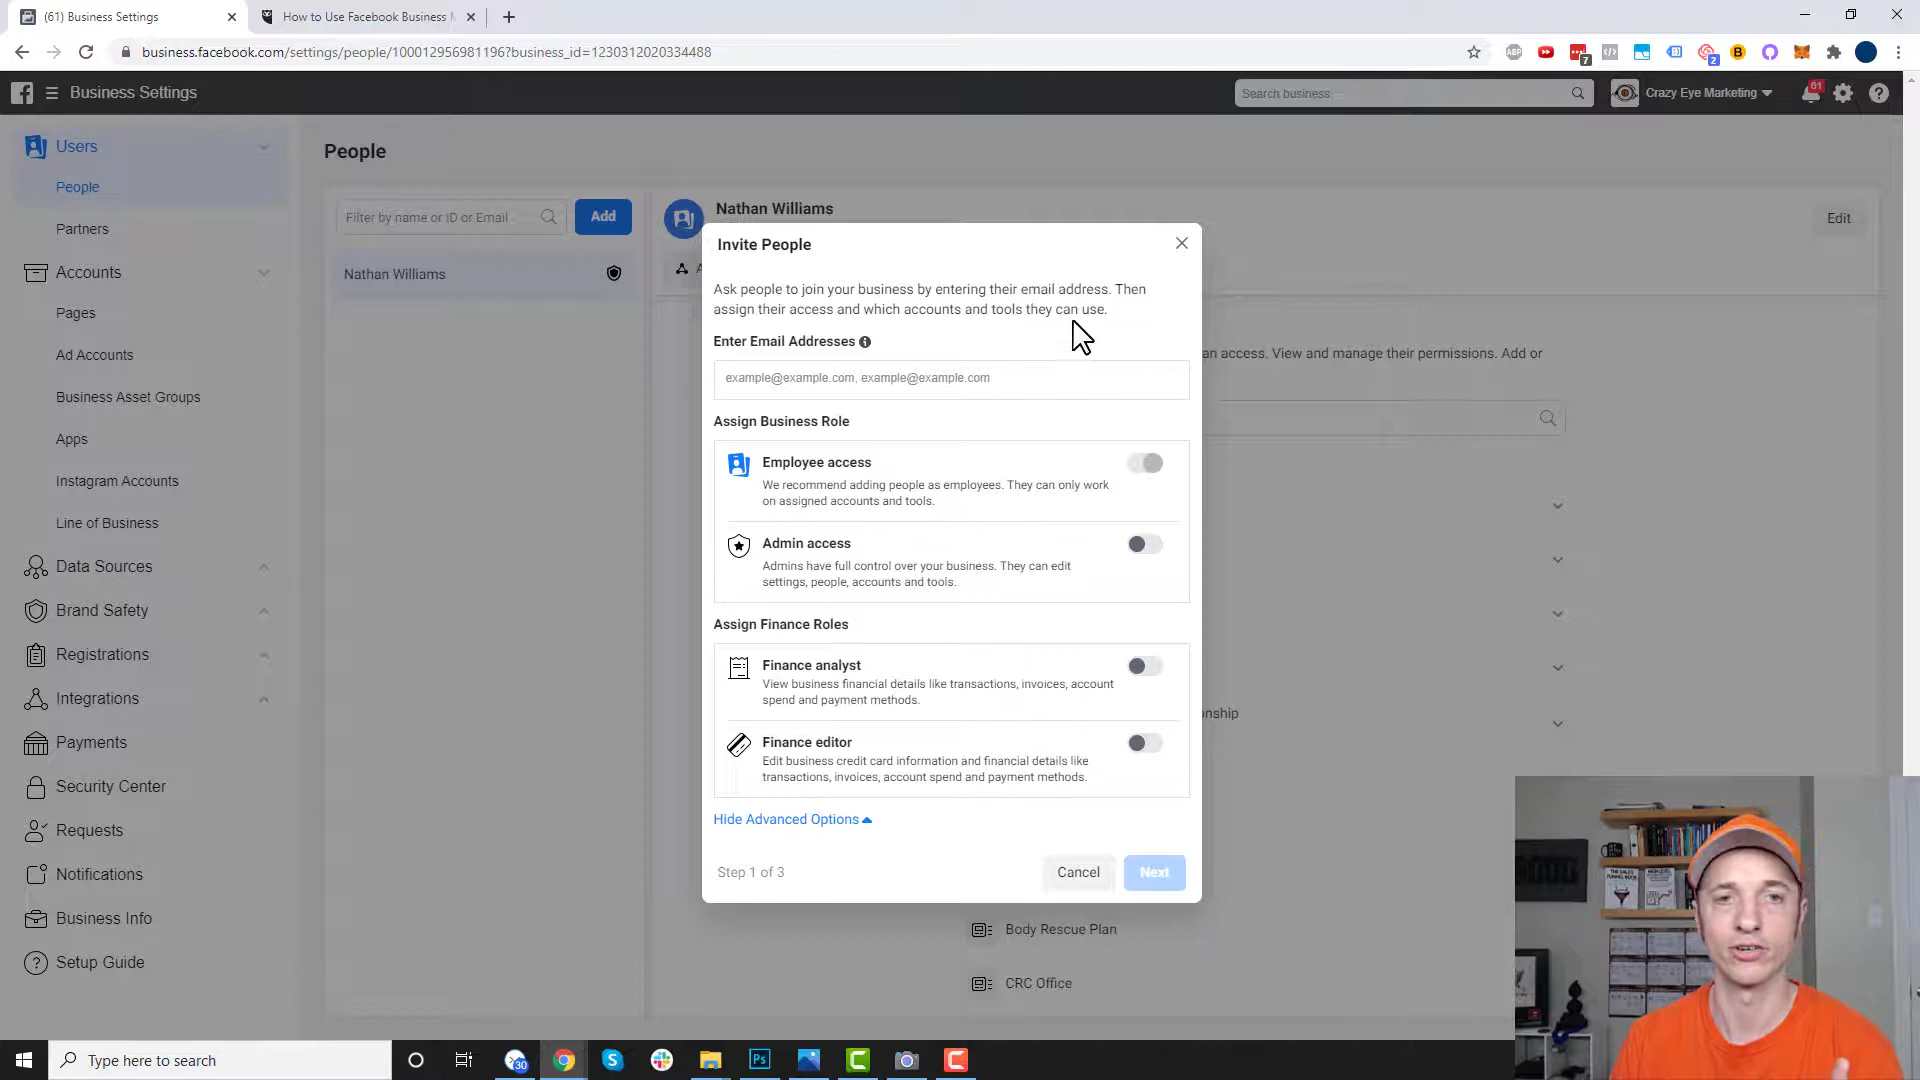 (61) Business Settings
How to Use Facebook Business
business.facebook.com/settings/people/100012956981196?business_id=1230312020334488
ABP
7
2
B
Business Settings
Search business
Crazy Eye Marketing
61
Users
People
Partners
Accounts
Pages
Ad Accounts
Business Asset Groups
Apps
Instagram Accounts
Line of Business
Data Sources
Brand Safety
Registrations
Integrations
Payments
Security Center
Requests
Notifications
Business Info
Setup Guide
People
Filter by name or ID or Email
Add
Nathan Williams
Nathan Williams
Edit
an access. View and manage their permissions. Add or
onship
Body Rescue Plan
CRC Office
Invite People
Ask people to join your business by entering their email address. Then
assign their access and which accounts and tools they can use.
Enter Email Addresses
example@example.com, example@example.com
Assign Business Role
Employee access
We recommend adding people as employees. They can only work
on assigned accounts and tools.
Admin access
Admins have full control over your business. They can edit
settings, people, accounts and tools.
Assign Finance Roles
Finance analyst
View business financial details like transactions, invoices, account
spend and payment methods.
Finance editor
Edit business credit card information and financial details like
transactions, invoices, account spend and payment methods.
Hide Advanced Options
Step 1 of 3
Cancel
Next
Type here to search
30
Ps